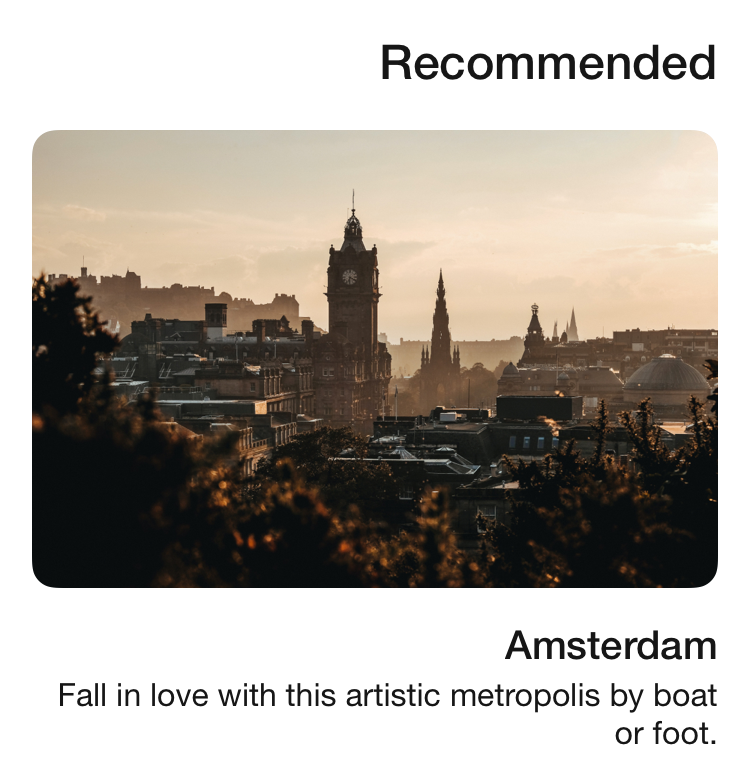 Recommended
Amsterdam
Fall in love with this artistic metropolis by boat
or foot.